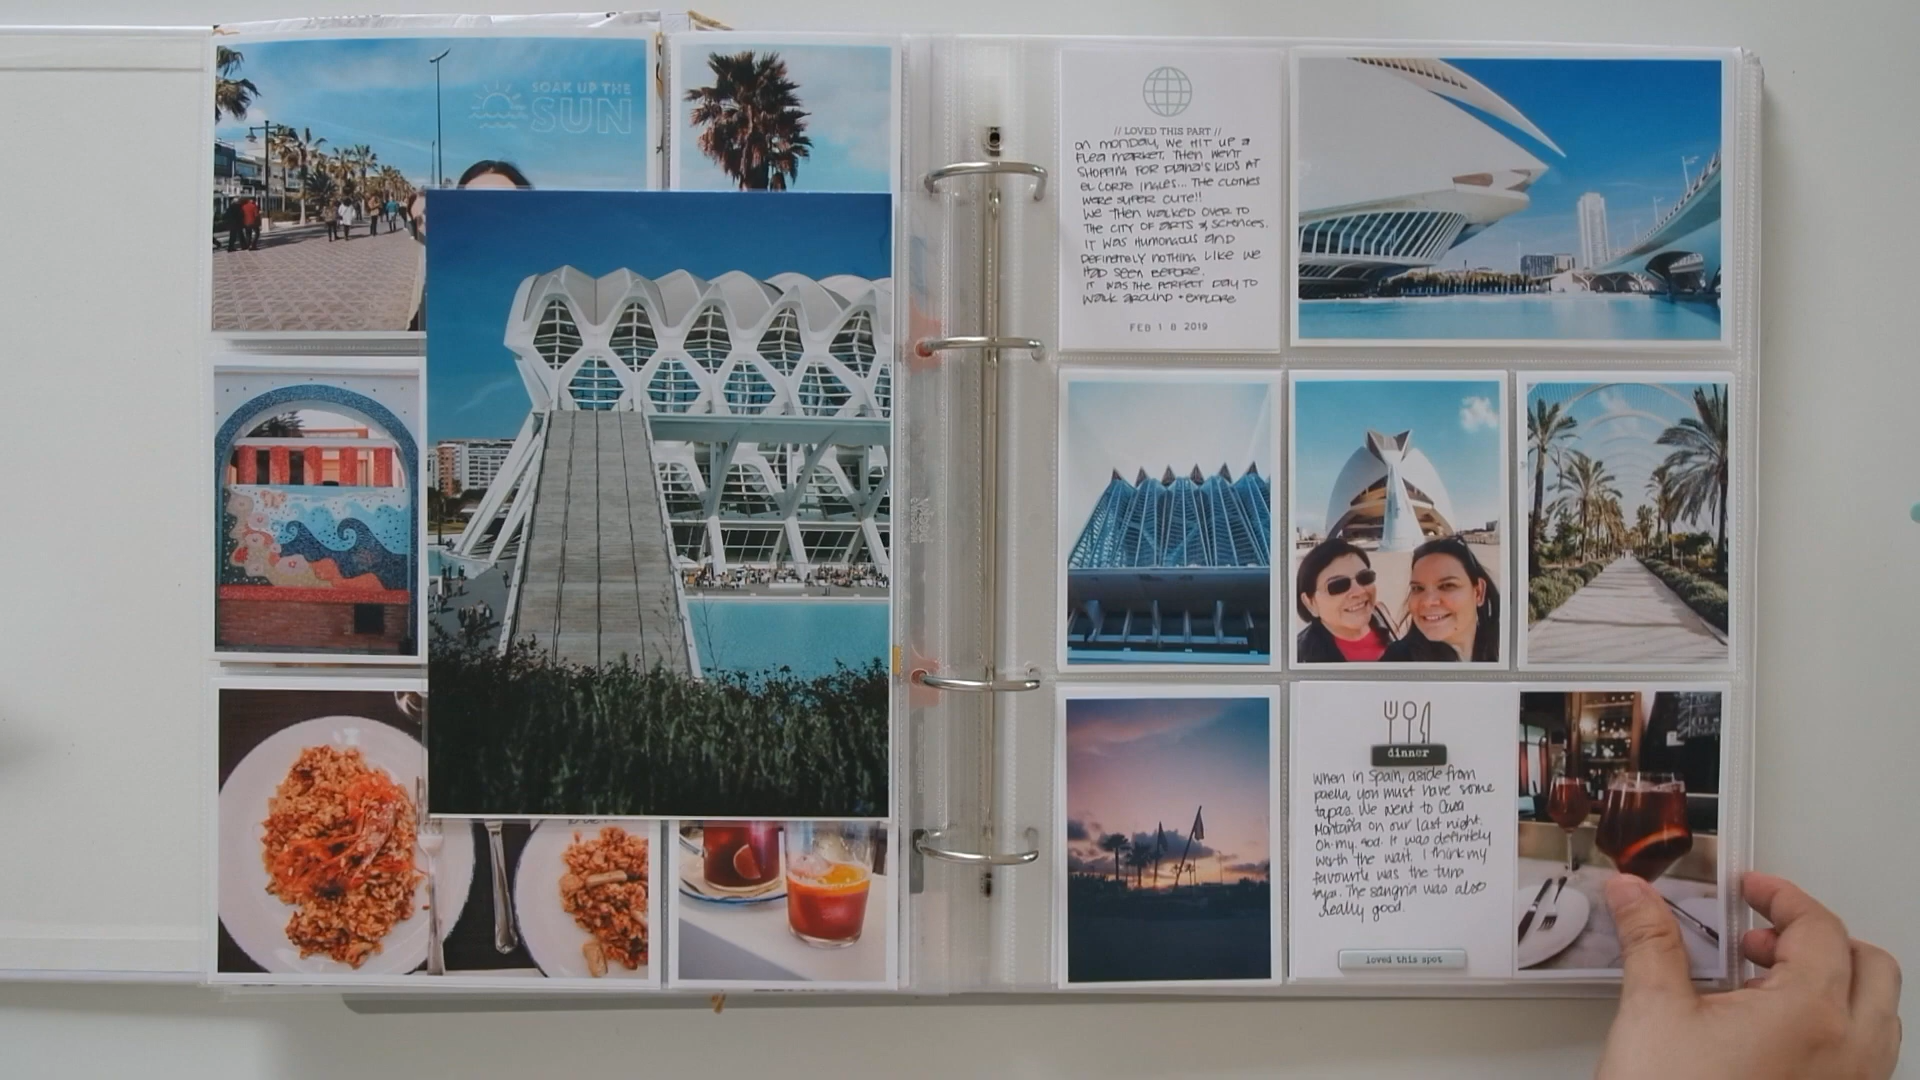 SOAK UP THE
SUN
// LOVED THIS PART //
on monday, we hit up a
flea market. Then went
shopping for Diana's kids at
el corte ingles... The clothes
were super cute!!
We then walked over to
the city of arts & sciences.
it was humongous and
definitely nothing like we
had seen before.
it was the perfect day to
walk around + explore
FEB 18 2019
dinner
When in Spain, aside from
paella, you must have some
tapas. We went to Casa
Montaña on our last night.
Oh. my. god. it was definitely
worth the wait. I think my
favourite was the tuna
tapa. The sangria was also
really good.
loved this spot